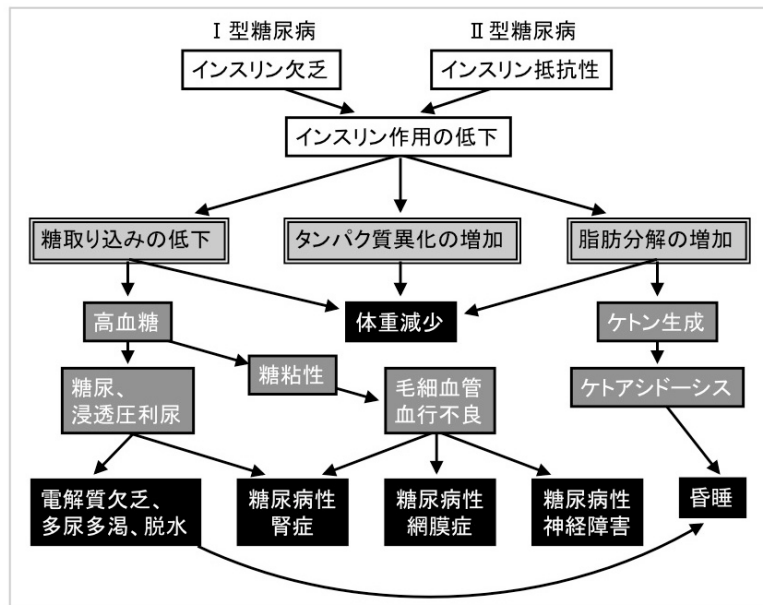 Ⅰ型糖尿病
Ⅱ型糖尿病
インスリン欠乏
インスリン抵抗性
インスリン作用の低下
糖取り込みの低下
タンパク質異化の増加
脂肪分解の増加
高血糖
体重減少
ケトン生成
糖粘性
糖尿、
浸透圧利尿
毛細血管
血行不良
ケトアシドーシス
電解質欠乏、
多尿多渇、脱水
糖尿病性
腎症
糖尿病性
網膜症
糖尿病性
神経障害
昏睡